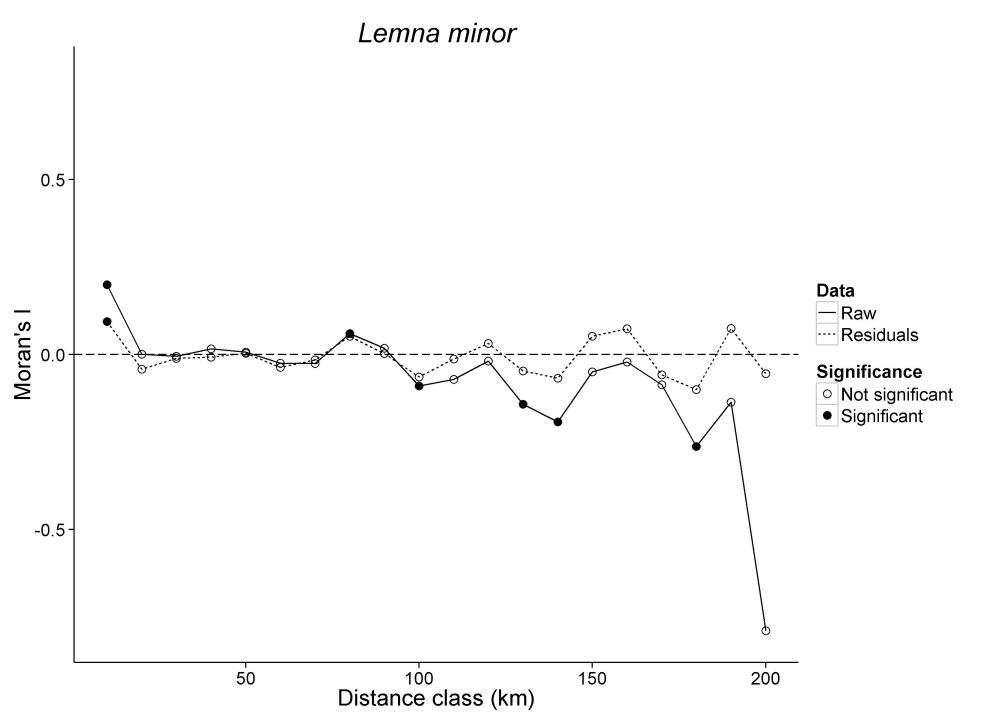 Lemna minor
Moran's I
0.5
0.0
-0.5
50
100
150
200
Distance class (km)
Data
Raw
Residuals
Significance
Not significant
Significant